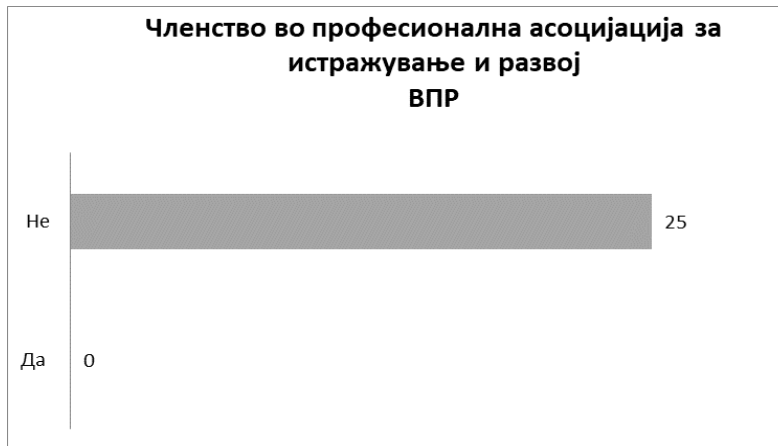 Членство во професионална асоцијација за
истражување и развој
ВПР
Не
25
Да
0